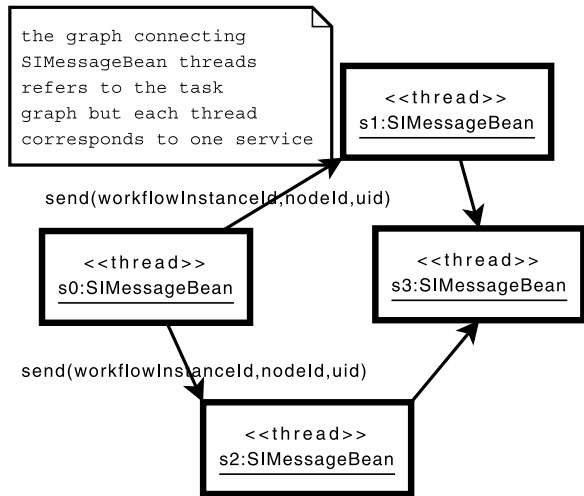 the graph connecting
SIMessageBean threads
refers to the task
graph but each thread
corresponds to one service
<<thread>>
s1:SIMessageBean
send(workflowInstanceId,nodeId,uid)
<<thread>>
s0:SIMessageBean
<<thread>>
s3:SIMessageBean
send(workflowInstanceId,nodeId,uid)
<<thread>>
s2:SIMessageBean